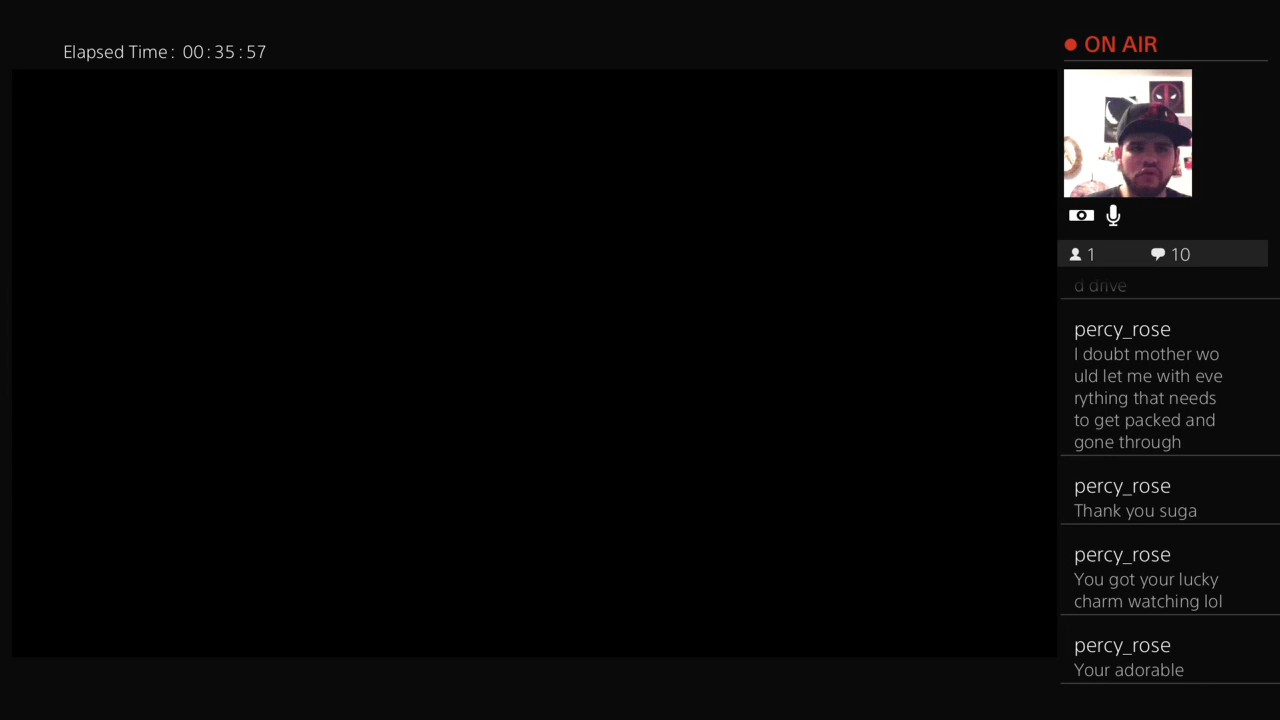 Elapsed Time: 00:35:57
ON AIR
1 10
d drive
percy_rose
I doubt mother wo
uld let me with eve
rything that needs
to get packed and
gone through
percy_rose
Thank you suga
percy_rose
You got your lucky
charm watching lol
percy_rose
Your adorable